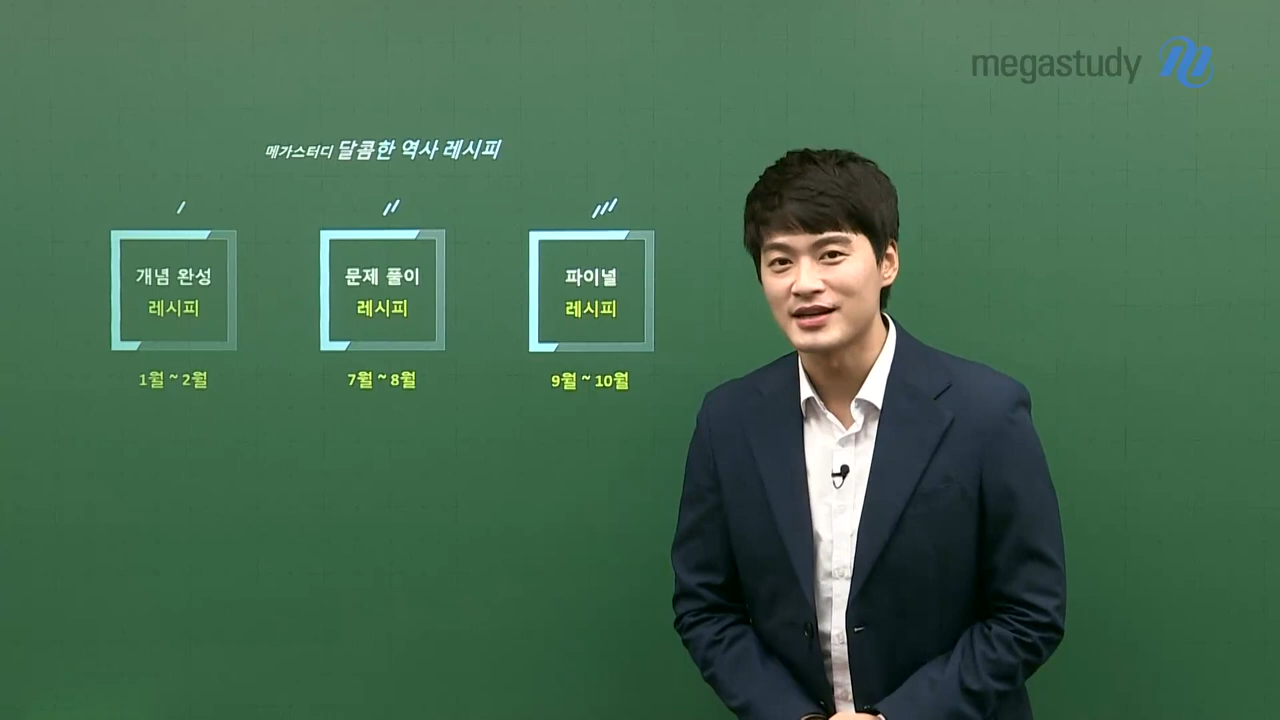 megastudy
메가스터디 달콤한 역사 레시피
개념 완성
레시피
1월 ~ 2월
문제 풀이
레시피
7월 ~ 8월
파이널
레시피
9월 ~ 10월